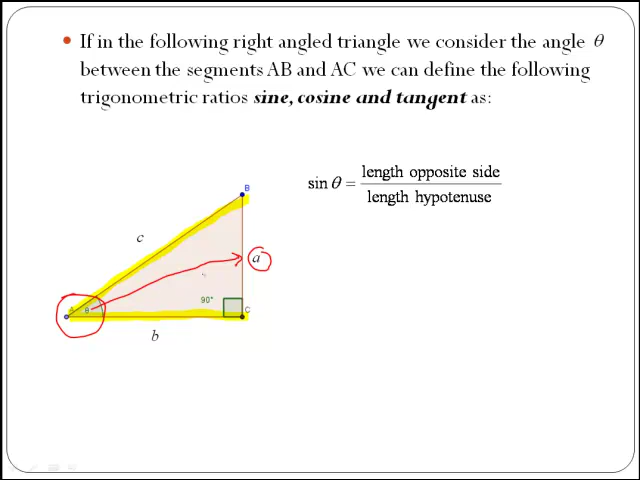 If in the following right angled triangle we consider the angle θ
between the segments AB and AC we can define the following
trigonometric ratios sine, cosine and tangent as:
sin θ = length opposite side / length hypotenuse
B
c
a
A
θ
90°
C
b